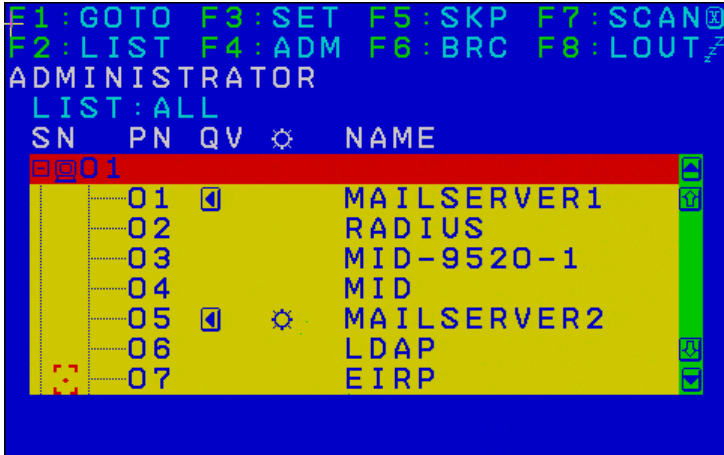 F1:GOTO F3:SET F5:SKP F7:SCAN
F2:LIST F4:ADM F6:BRC F8:LOUT zz
ADMINISTRATOR
LIST:ALL
SN PN QV NAME
01
01 MAILSERVER1
02 RADIUS
03 MID-9520-1
04 MID
05 MAILSERVER2
06 LDAP
07 EIRP